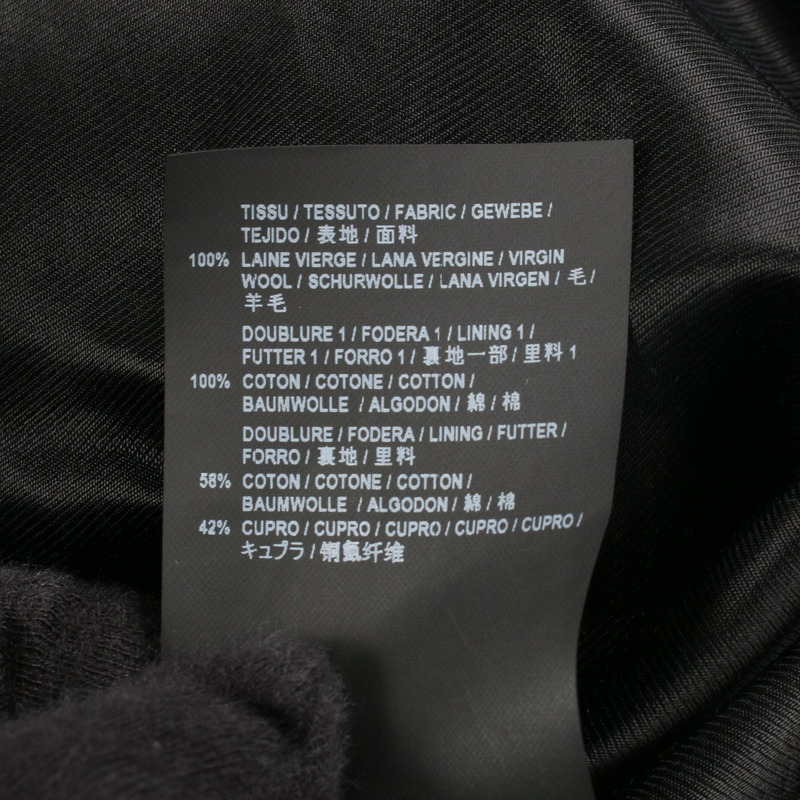 TISSU / TESSUTO / FABRIC / GEWEBE /
TEJIDO / 表地 / 面料
100% LAINE VIERGE / LANA VERGINE / VIRGIN
WOOL / SCHURWOLLE / LANA VIRGEN / 毛 /
羊毛
DOUBLURE 1 / FODERA 1 / LINING 1 /
FUTTER 1 / FORRO 1 / 裏地一部 / 里料 1
100% COTON / COTONE / COTTON /
BAUMWOLLE / ALGODON / 綿 / 棉
DOUBLURE / FODERA / LINING / FUTTER /
FORRO / 裏地 / 里料
58% COTON / COTONE / COTTON /
BAUMWOLLE / ALGODON / 綿 / 棉
42% CUPRO / CUPRO / CUPRO / CUPRO / CUPRO /
キュプラ / 铜氨纤维